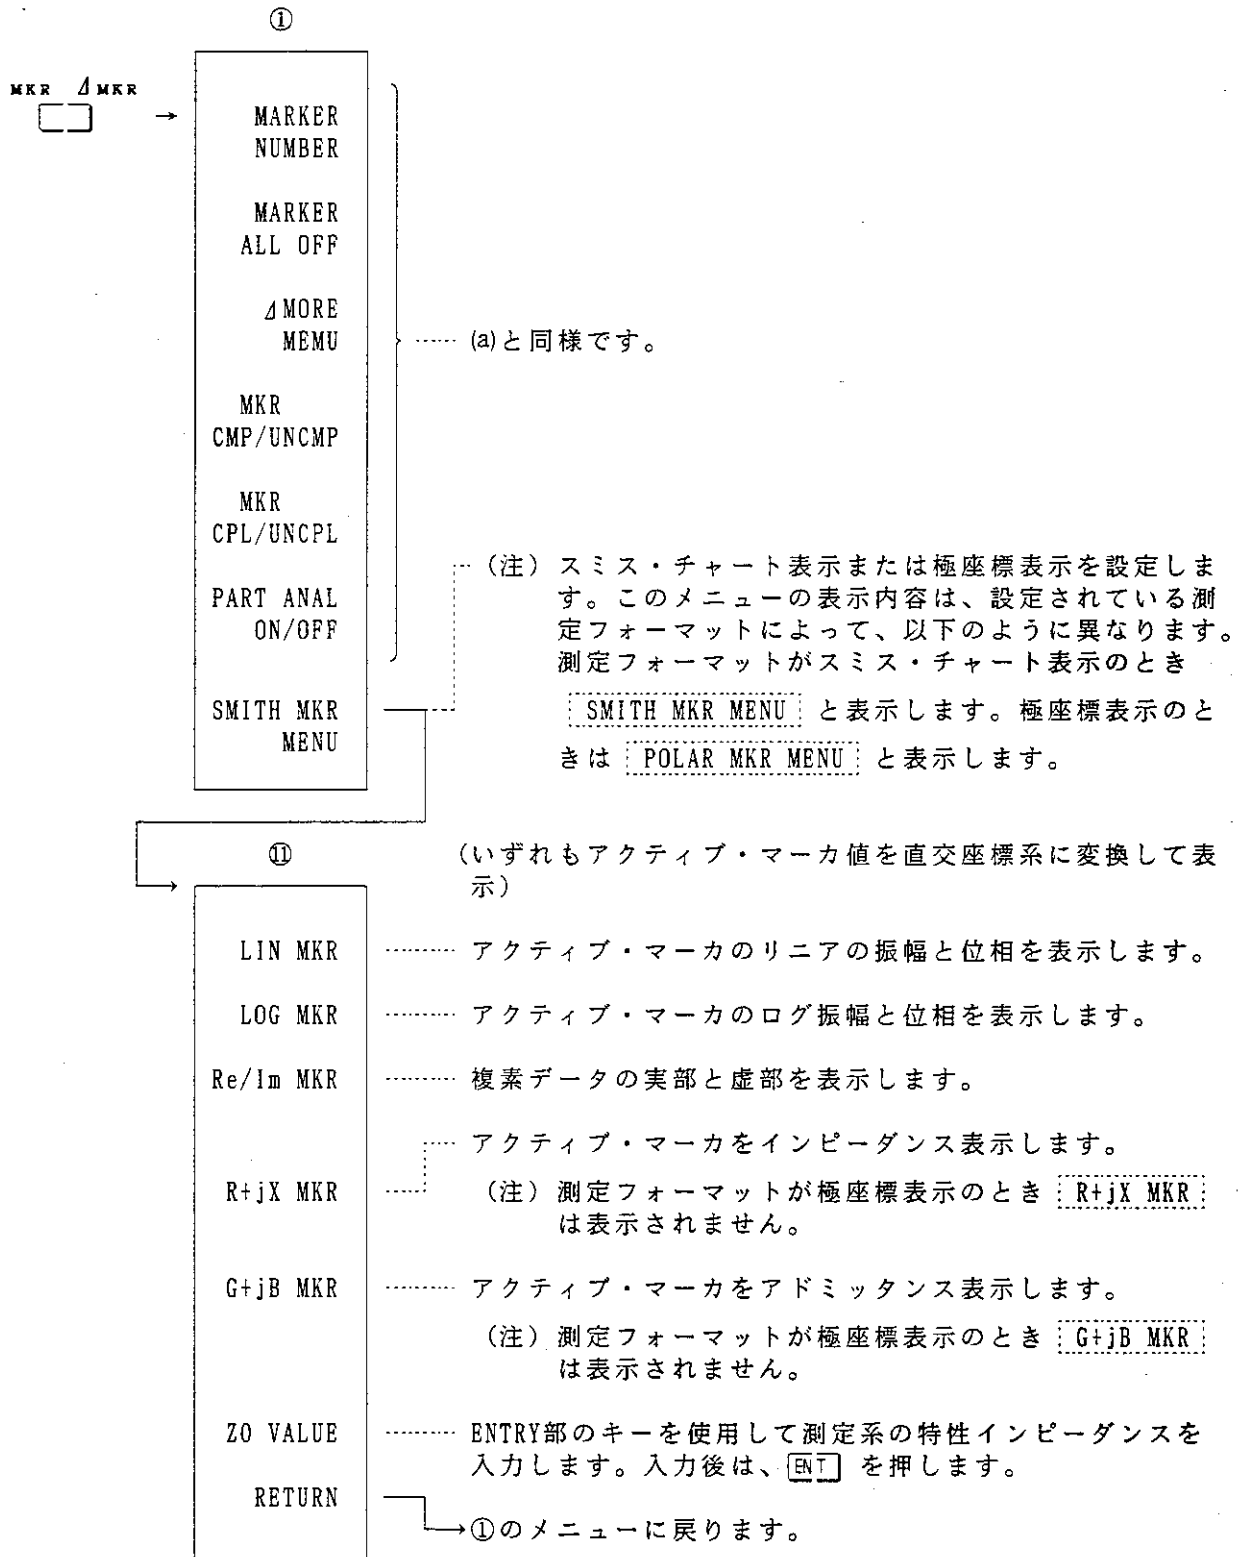 ①
MKR ⊿MKR
→
MARKER
NUMBER
MARKER
ALL OFF
⊿MORE
MEMU
…… (a)と同様です。
MKR
CMP/UNCMP
MKR
CPL/UNCPL
PART ANAL
ON/OFF
SMITH MKR
MENU
(注) スミス・チャート表示または極座標表示を設定しま
す。このメニューの表示内容は、設定されている測
定フォーマットによって、以下のように異なります。
測定フォーマットがスミス・チャート表示のとき
SMITH MKR MENU と表示します。極座標表示のと
きは POLAR MKR MENU と表示します。
⑪
(いずれもアクティブ・マーカ値を直交座標系に変換して表
示)
LIN MKR ……… アクティブ・マーカのリニアの振幅と位相を表示します。
LOG MKR ……… アクティブ・マーカのログ振幅と位相を表示します。
Re/Im MKR ……… 複素データの実部と虚部を表示します。
アクティブ・マーカをインピーダンス表示します。
R+jX MKR …… (注) 測定フォーマットが極座標表示のとき R+jX MKR
は表示されません。
G+jB MKR ……… アクティブ・マーカをアドミッタンス表示します。
(注) 測定フォーマットが極座標表示のとき G+jB MKR
は表示されません。
ZO VALUE ……… ENTRY部のキーを使用して測定系の特性インピーダンスを
入力します。入力後は、ENT を押します。
RETURN
→①のメニューに戻ります。